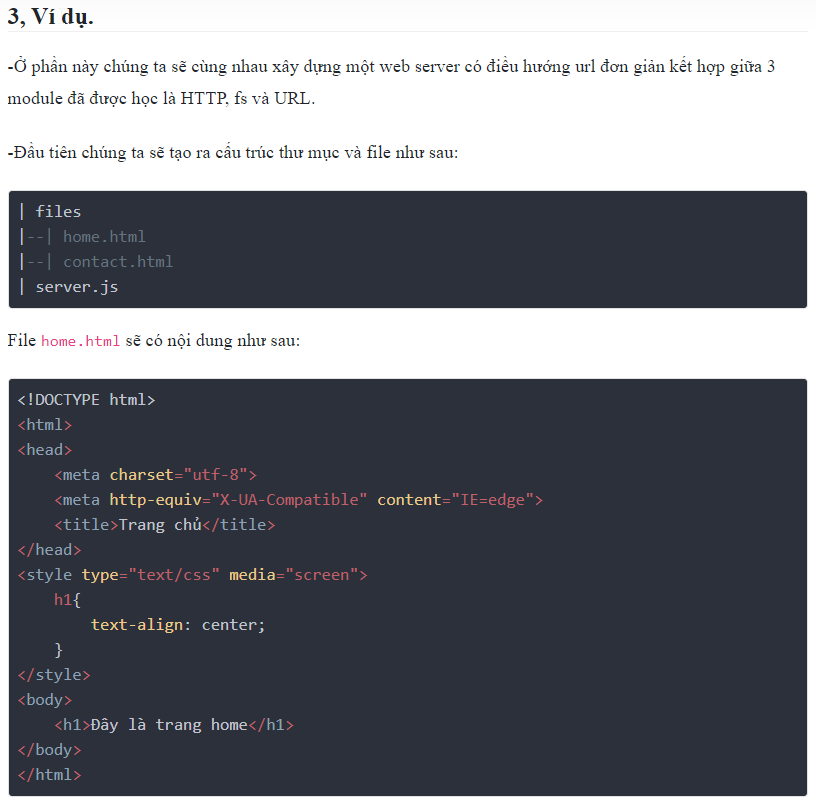 3, Ví dụ.
-Ở phần này chúng ta sẽ cùng nhau xây dựng một web server có điều hướng url đơn giản kết hợp giữa 3
module đã được học là HTTP, fs và URL.
-Đầu tiên chúng ta sẽ tạo ra cấu trúc thư mục và file như sau:
| files
|--| home.html
|--| contact.html
| server.js
File home.html sẽ có nội dung như sau:
<!DOCTYPE html>
<html>
<head>
    <meta charset="utf-8">
    <meta http-equiv="X-UA-Compatible" content="IE=edge">
    <title>Trang chủ</title>
</head>
<style type="text/css" media="screen">
    h1{
        text-align: center;
    }
</style>
<body>
    <h1>Đây là trang home</h1>
</body>
</html>